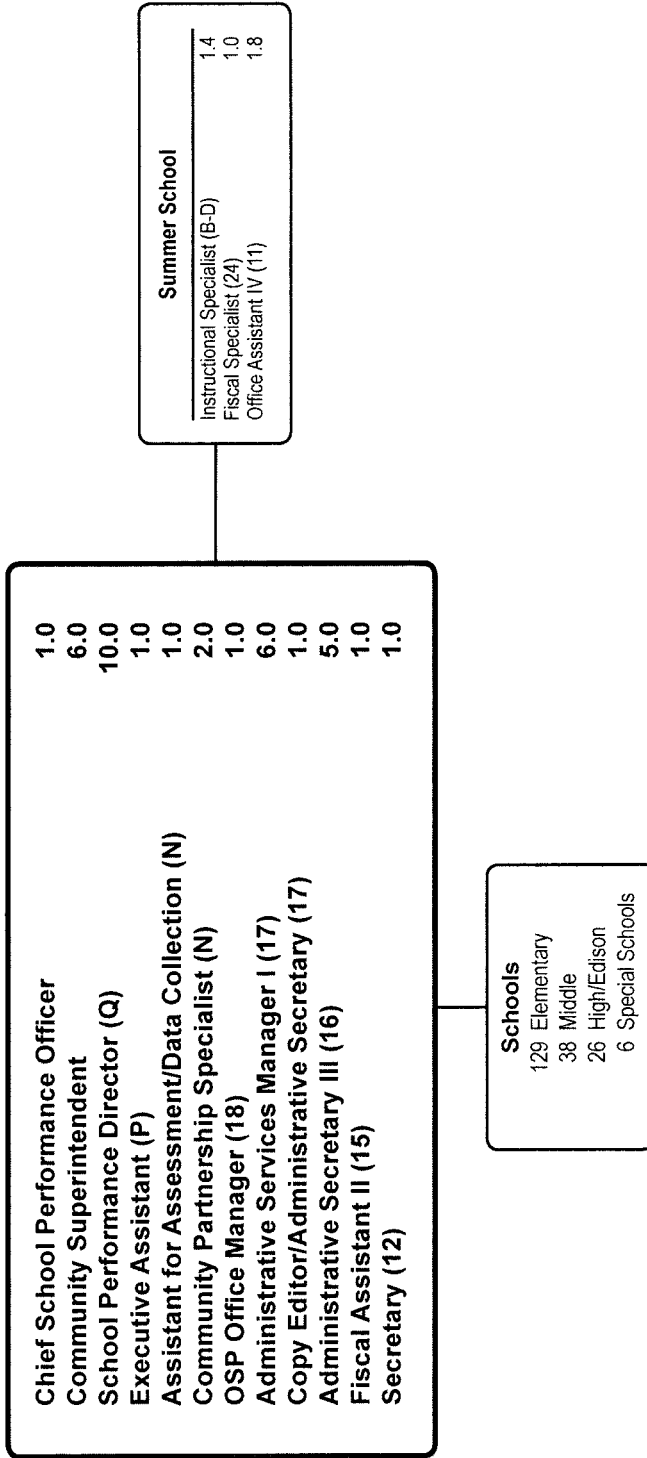 Chief School Performance Officer 1.0
Community Superintendent 6.0
School Performance Director (Q) 10.0
Executive Assistant (P) 1.0
Assistant for Assessment/Data Collection (N) 1.0
Community Partnership Specialist (N) 2.0
OSP Office Manager (18) 1.0
Administrative Services Manager I (17) 6.0
Copy Editor/Administrative Secretary (17) 1.0
Administrative Secretary III (16) 5.0
Fiscal Assistant II (15) 1.0
Secretary (12) 1.0
Summer School
Instructional Specialist (B-D) 1.4
Fiscal Specialist (24) 1.0
Office Assistant IV (11) 1.8
Schools
129 Elementary
38 Middle
26 High/Edison
6 Special Schools